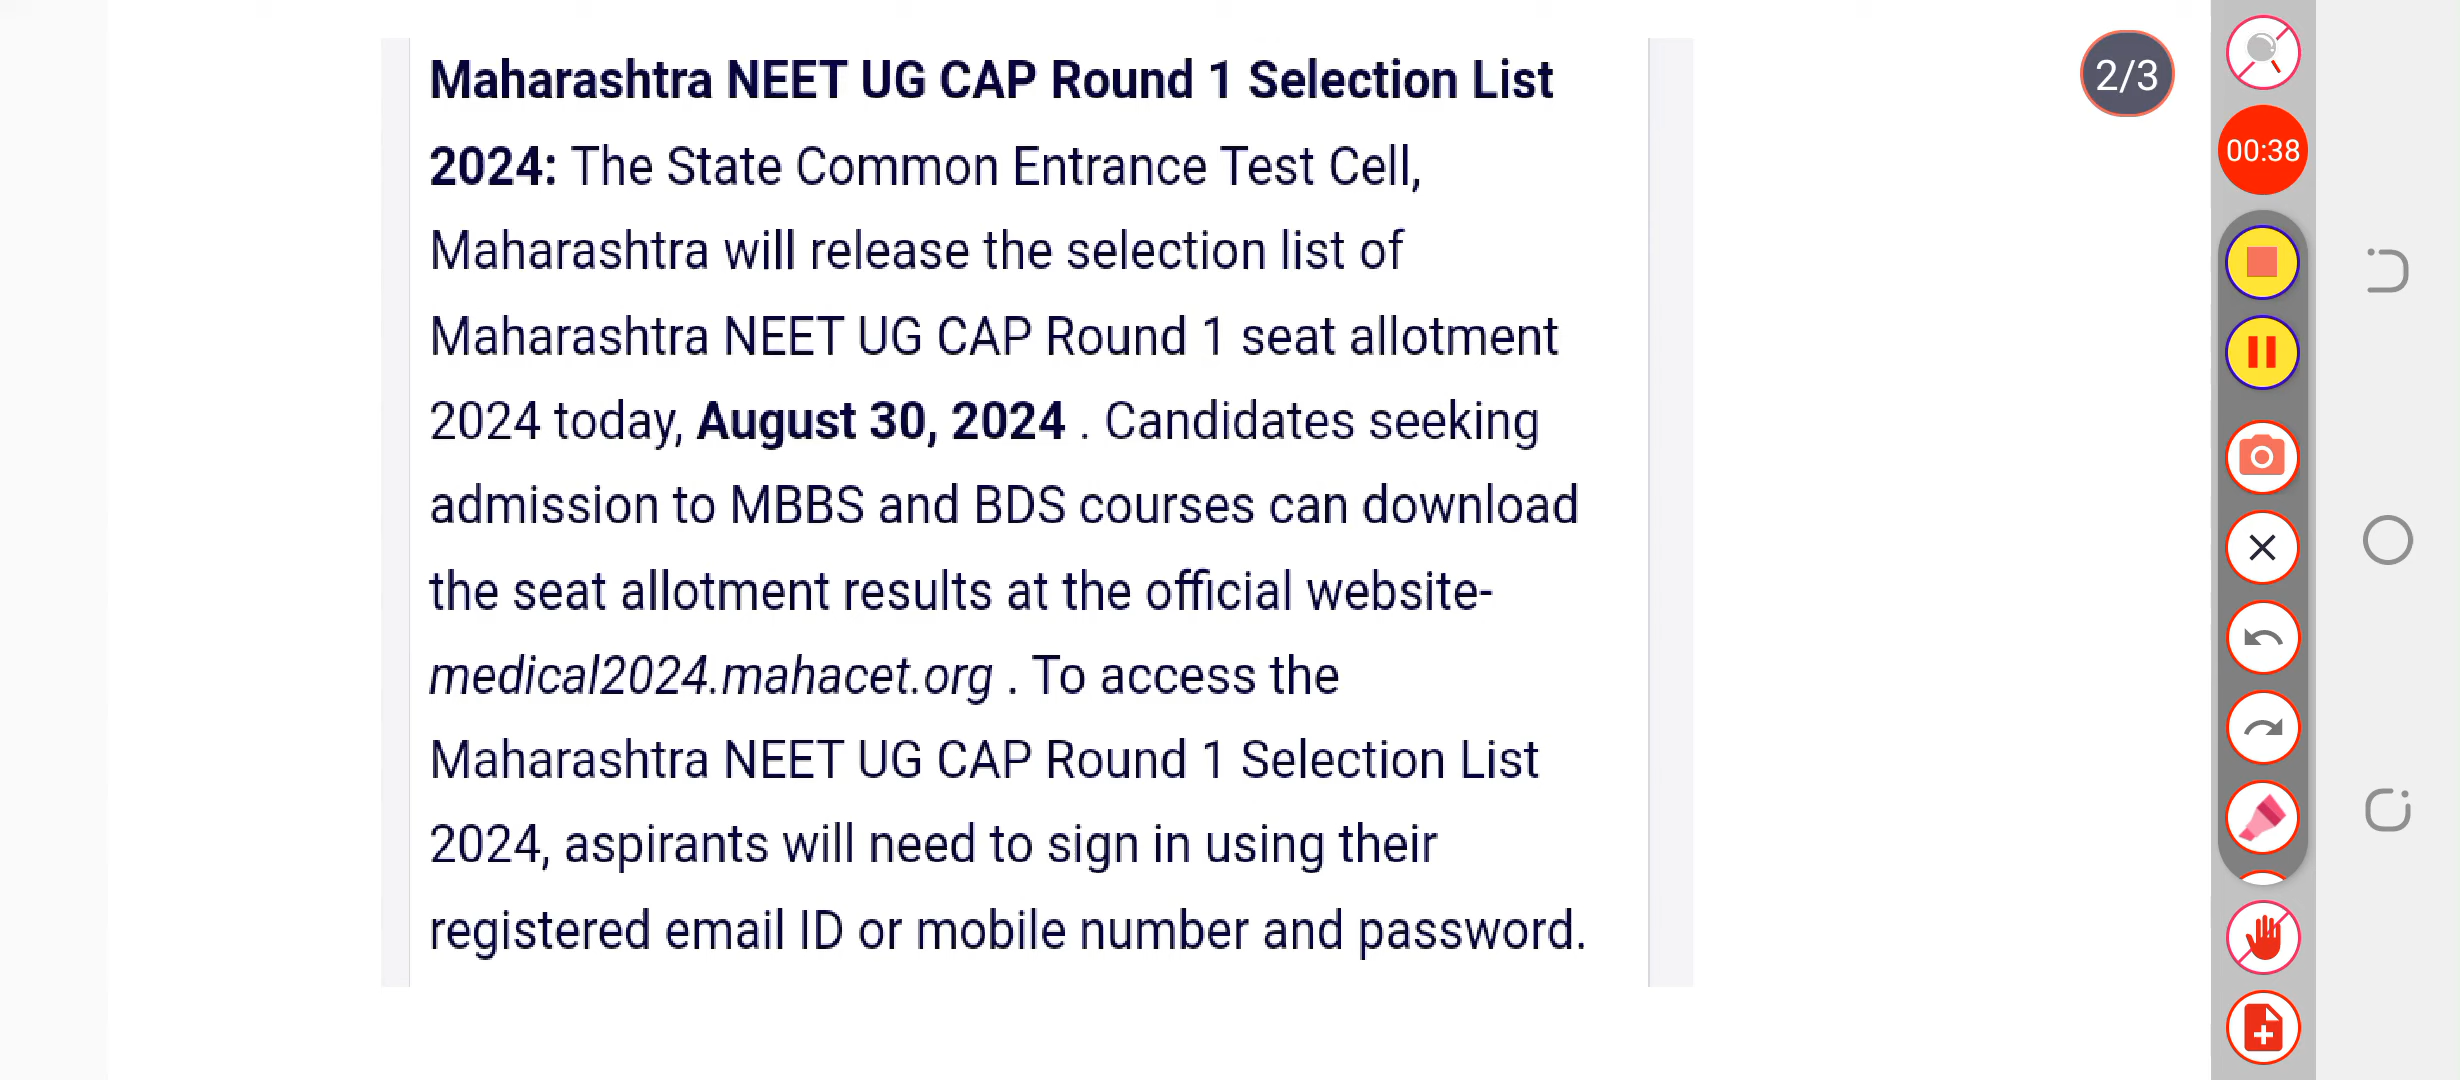 Maharashtra NEET UG CAP Round 1 Selection List
2024: The State Common Entrance Test Cell,
Maharashtra will release the selection list of
Maharashtra NEET UG CAP Round 1 seat allotment
2024 today, August 30, 2024 . Candidates seeking
admission to MBBS and BDS courses can download
the seat allotment results at the official website-
medical2024.mahacet.org . To access the
Maharashtra NEET UG CAP Round 1 Selection List
2024, aspirants will need to sign in using their
registered email ID or mobile number and password.
2/3
00:38